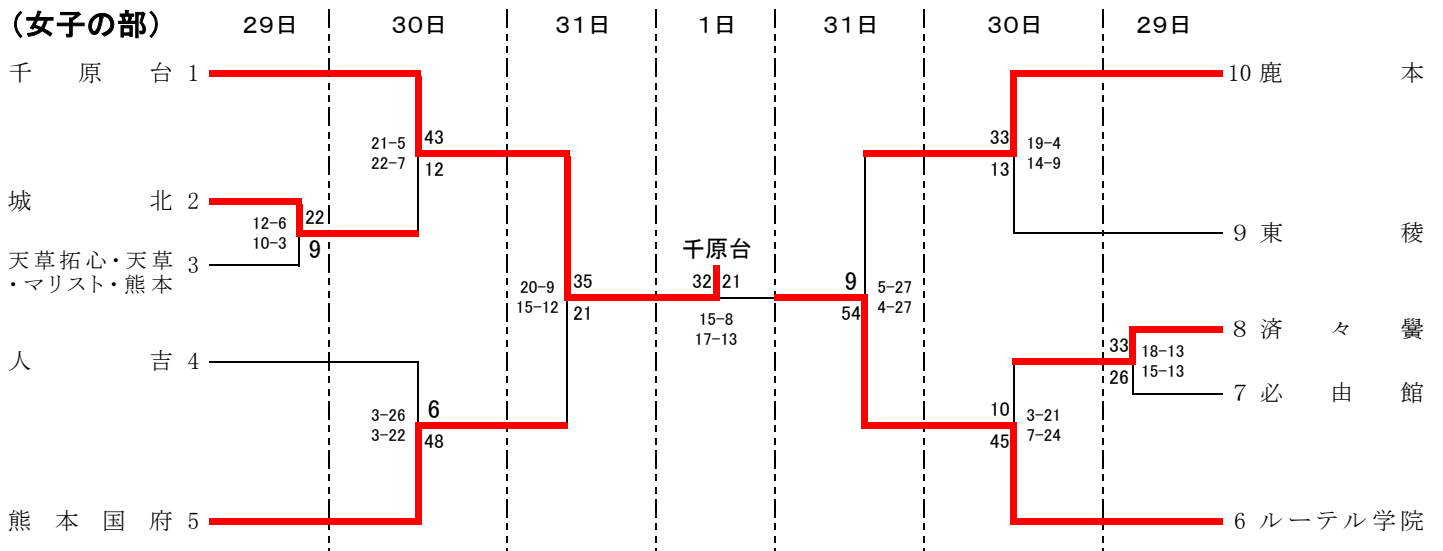 (女子の部) 29日 30日 31日 1日 31日 30日 29日
千原台 1
10 鹿本
21-5 43
22-7 12
33 19-4
13 14-9
城北 2
12-6 22
10-3 9
天草拓心・天草 3
・マリスト・熊本
9 東稜
千原台
20-9 35
15-12 21
32 21
15-8
17-13
9 5-27
54 4-27
人吉 4
8 済々黌
33 18-13
26 15-13
7 必由館
3-26 6
3-22 48
10 3-21
45 7-24
熊本国府 5
6 ルーテル学院